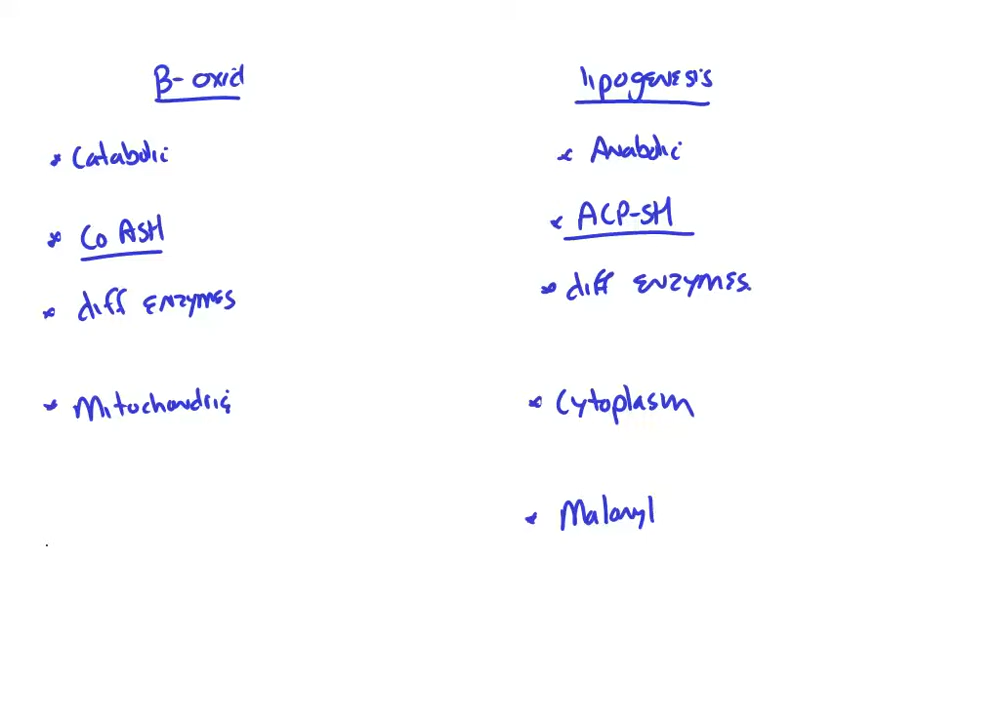 β-oxid
* Catabolic
* CoASH
* diff enzymes
* Mitochondria
lipogenesis
* Anabolic
* ACP-SH
* diff enzymes.
* Cytoplasm
* Malonyl